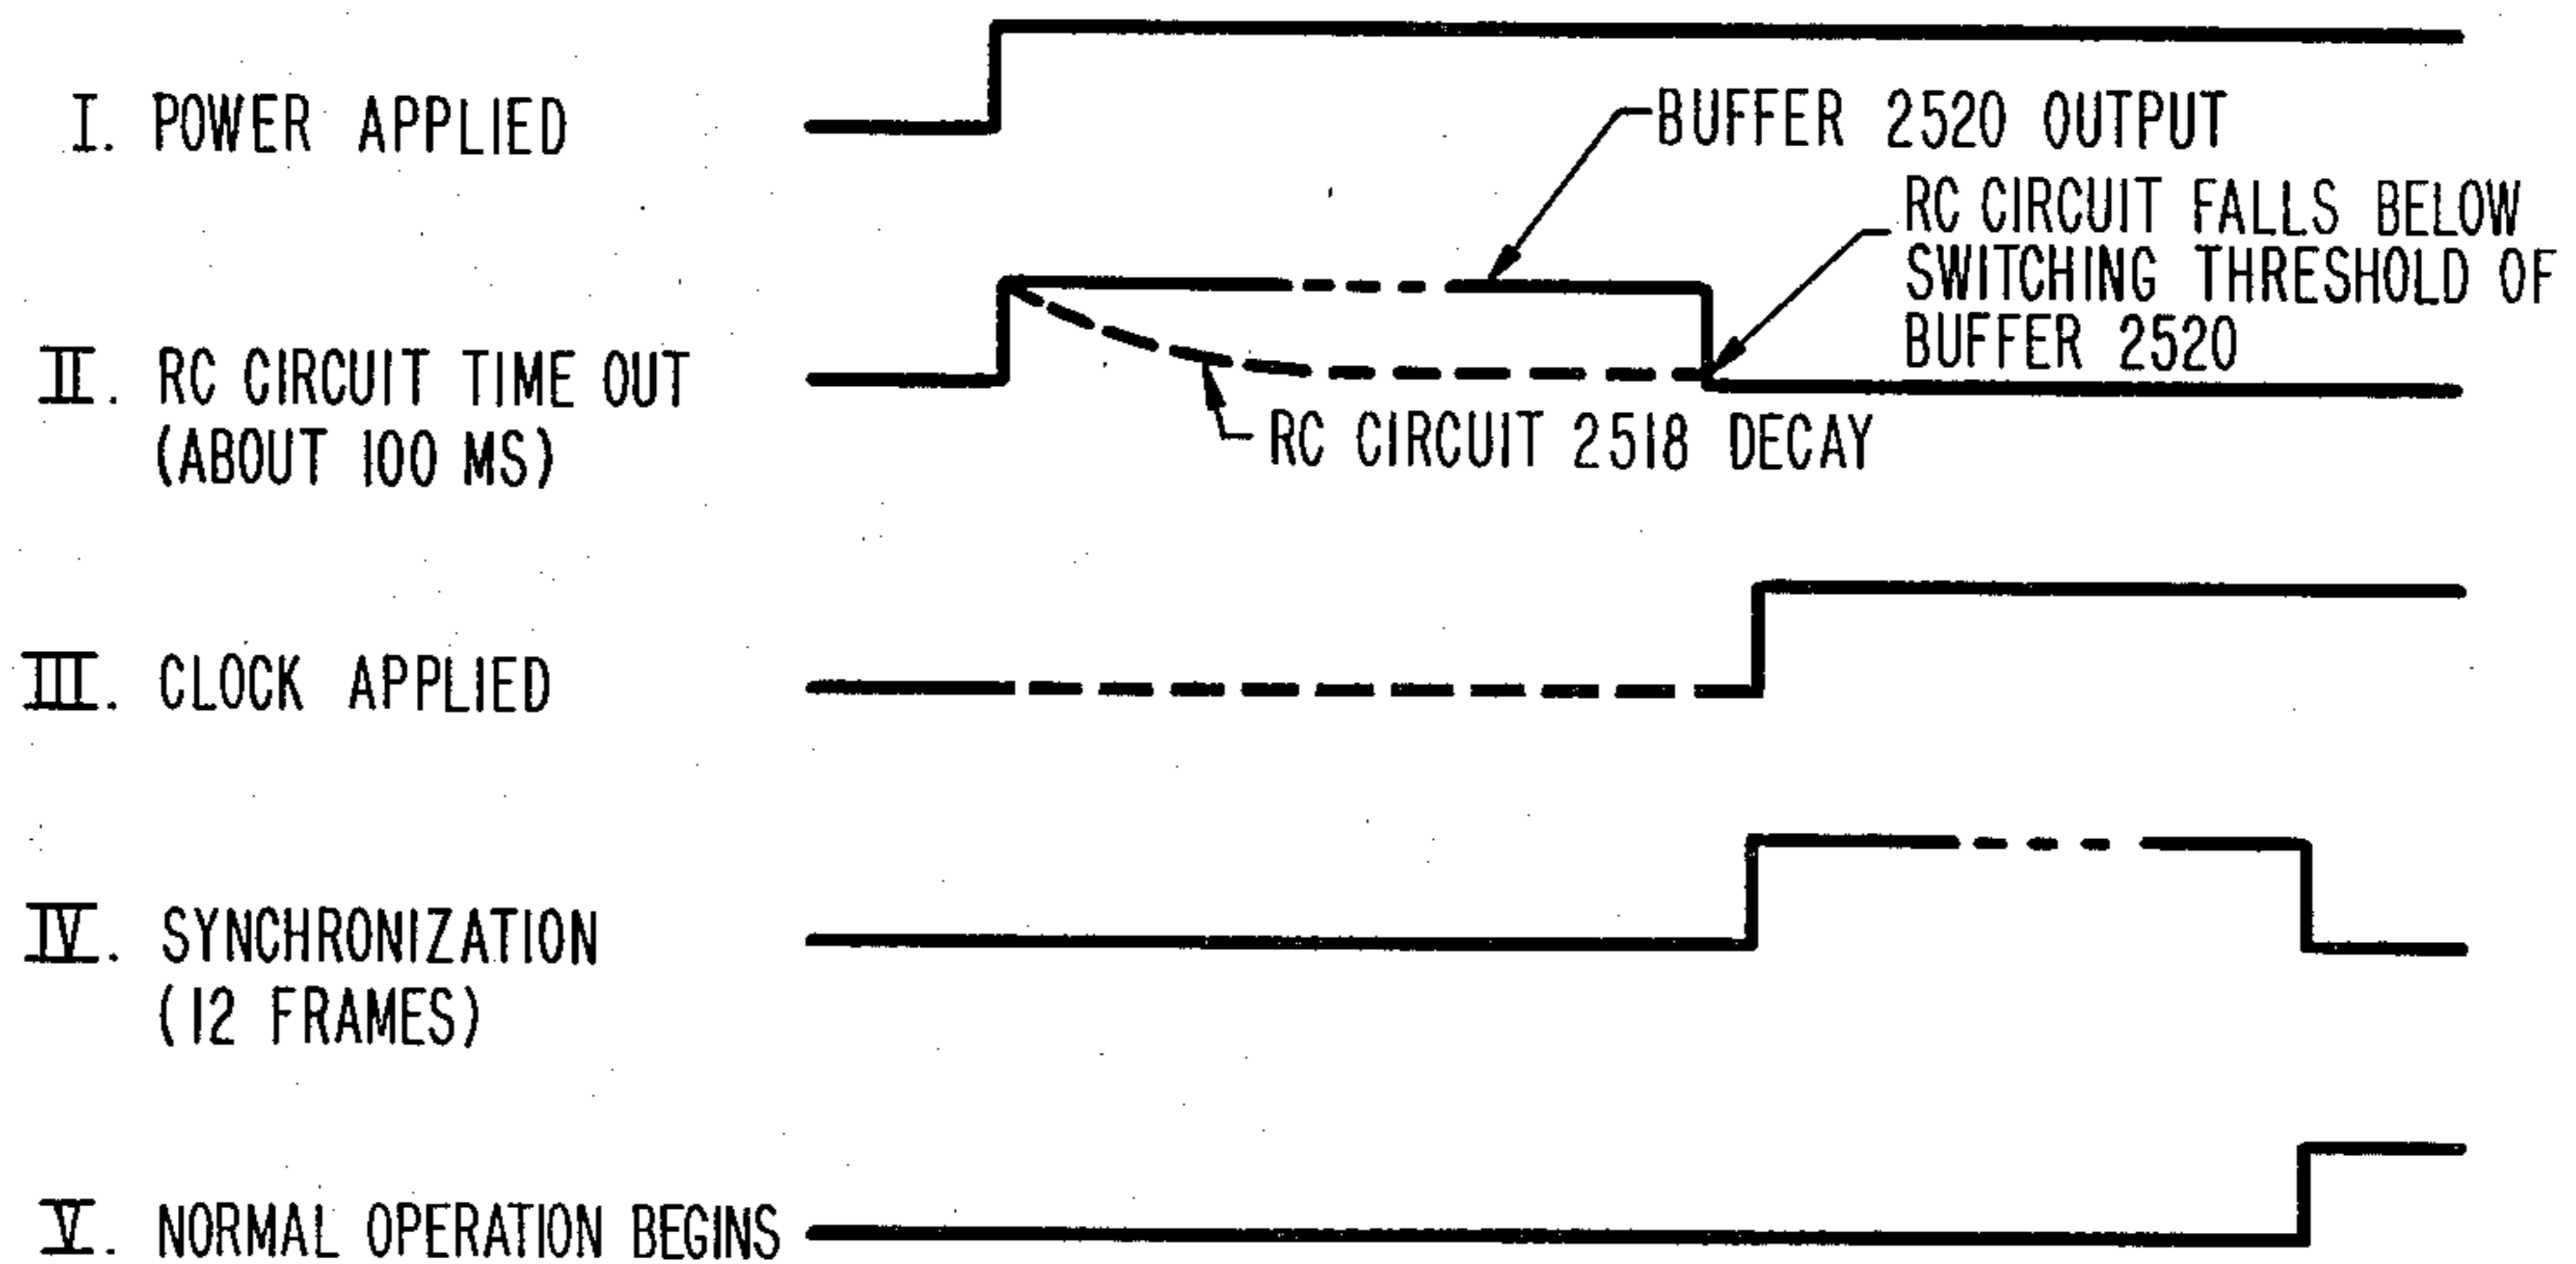 I. POWER APPLIED
BUFFER 2520 OUTPUT
RC CIRCUIT FALLS BELOW
SWITCHING THRESHOLD OF
BUFFER 2520
II. RC CIRCUIT TIME OUT
(ABOUT 100 MS)
RC CIRCUIT 2518 DECAY
III. CLOCK APPLIED
IV. SYNCHRONIZATION
(12 FRAMES)
V. NORMAL OPERATION BEGINS